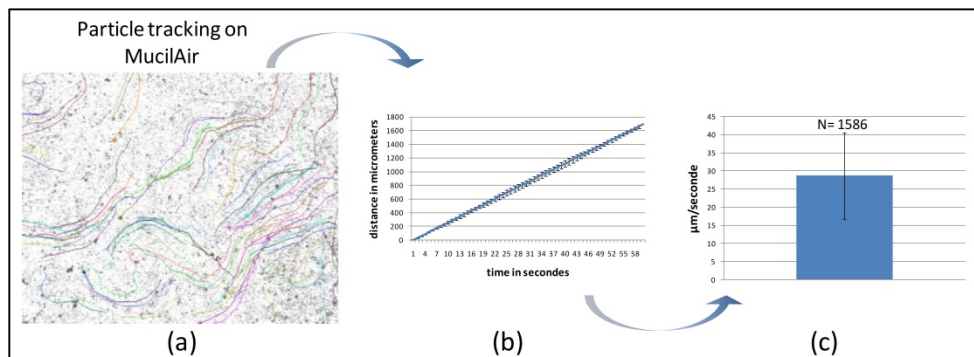 Particle tracking on
MucilAir
distance in micrometers
1800
1600
1400
1200
1000
800
600
400
200
0
1 4 7 10 13 16 19 22 25 28 31 34 37 40 43 46 49 52 55 58
time in secondes
µm/seconde
45
40
35
30
25
20
15
10
5
0
N= 1586
(a)
(b)
(c)